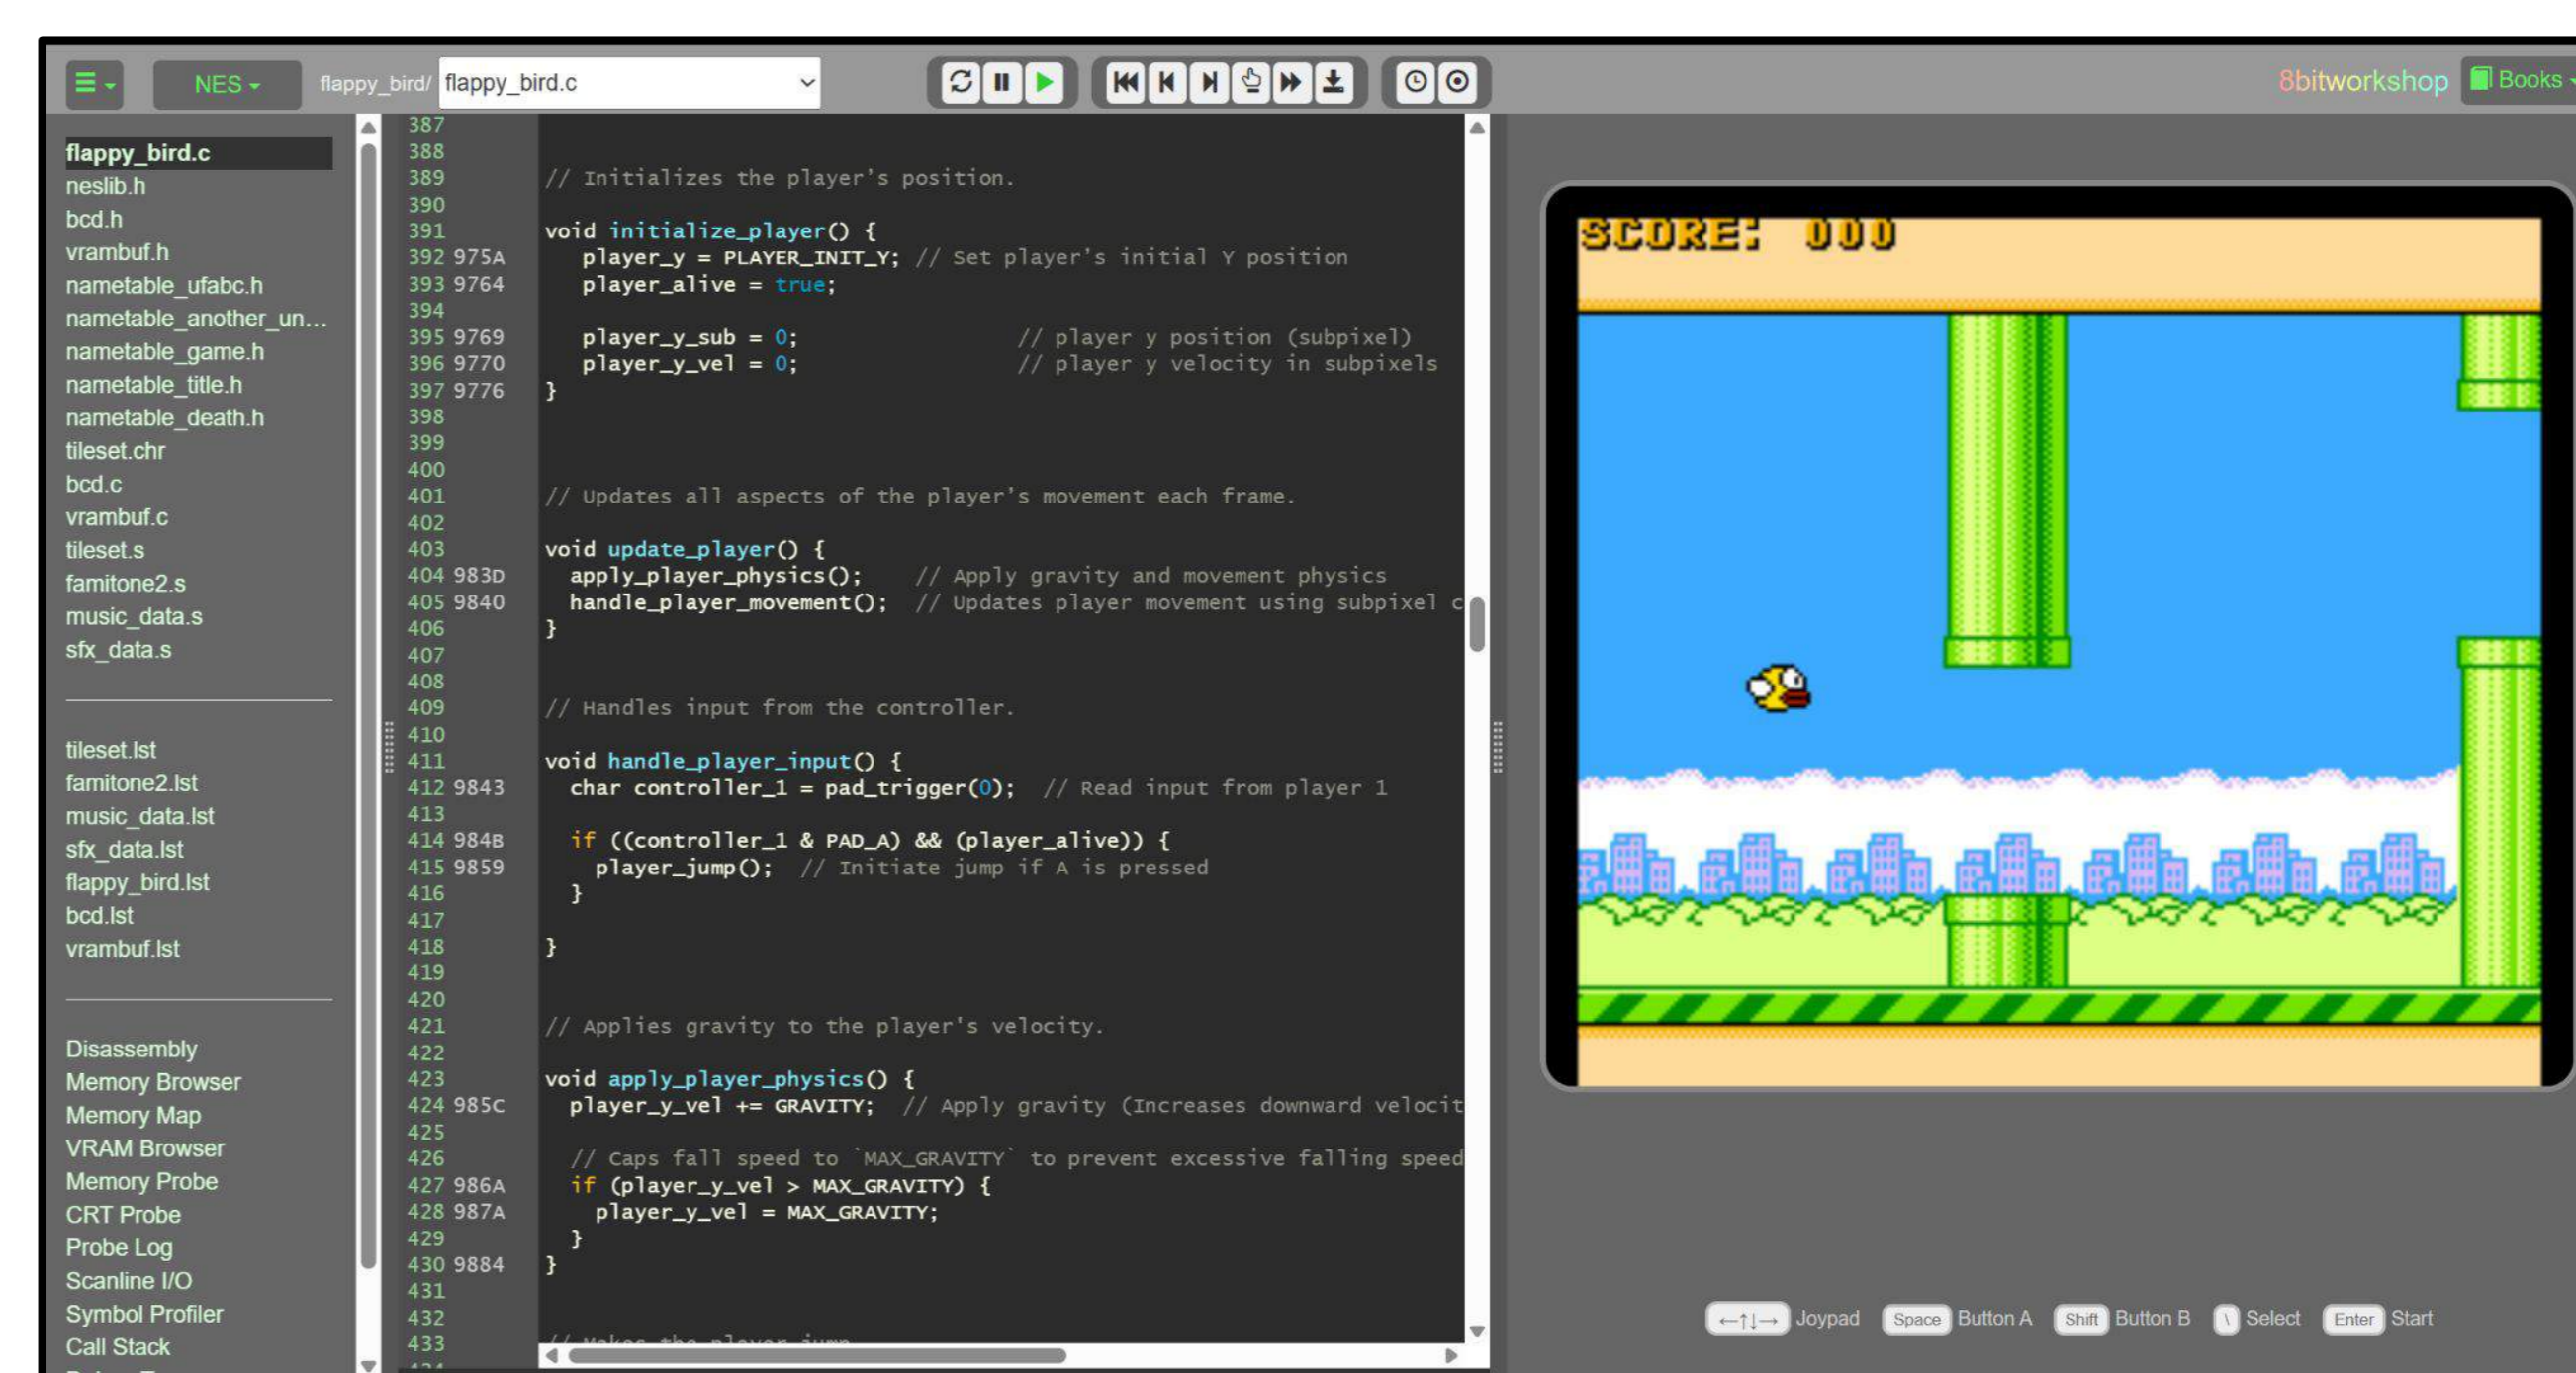 NES
flappy_bird/
flappy_bird.c
8bitworkshop
Books
flappy_bird.c
neslib.h
bcd.h
vrambuf.h
nametable_ufabc.h
nametable_another_un...
nametable_game.h
nametable_title.h
nametable_death.h
tileset.chr
bcd.c
vrambuf.c
tileset.s
famitone2.s
music_data.s
sfx_data.s
tileset.lst
famitone2.lst
music_data.lst
sfx_data.lst
flappy_bird.lst
bcd.lst
vrambuf.lst
Disassembly
Memory Browser
Memory Map
VRAM Browser
Memory Probe
CRT Probe
Probe Log
Scanline I/O
Symbol Profiler
Call Stack
387
388
389 // Initializes the player's position.
390
391 void initialize_player() {
392 975A player_y = PLAYER_INIT_Y; // Set player's initial Y position
393 9764 player_alive = true;
394
395 9769 player_y_sub = 0; // player y position (subpixel)
396 9770 player_y_vel = 0; // player y velocity in subpixels
397 9776 }
398
399
400
401 // Updates all aspects of the player's movement each frame.
402
403 void update_player() {
404 983D apply_player_physics(); // Apply gravity and movement physics
405 9840 handle_player_movement(); // Updates player movement using subpixel c
406 }
407
408
409 // Handles input from the controller.
410
411 void handle_player_input() {
412 9843 char controller_1 = pad_trigger(0); // Read input from player 1
413
414 984B if ((controller_1 & PAD_A) && (player_alive)) {
415 9859 player_jump(); // Initiate jump if A is pressed
416 }
417
418 }
419
420
421 // Applies gravity to the player's velocity.
422
423 void apply_player_physics() {
424 985C player_y_vel += GRAVITY; // Apply gravity (Increases downward velocit
425
426 // Caps fall speed to `MAX_GRAVITY` to prevent excessive falling speed
427 986A if (player_y_vel > MAX_GRAVITY) {
428 987A player_y_vel = MAX_GRAVITY;
429 }
430 9884 }
431
432
433 // Makes the player jump
SCORE: 000
←↑↓→ Joypad Space Button A Shift Button B \ Select Enter Start